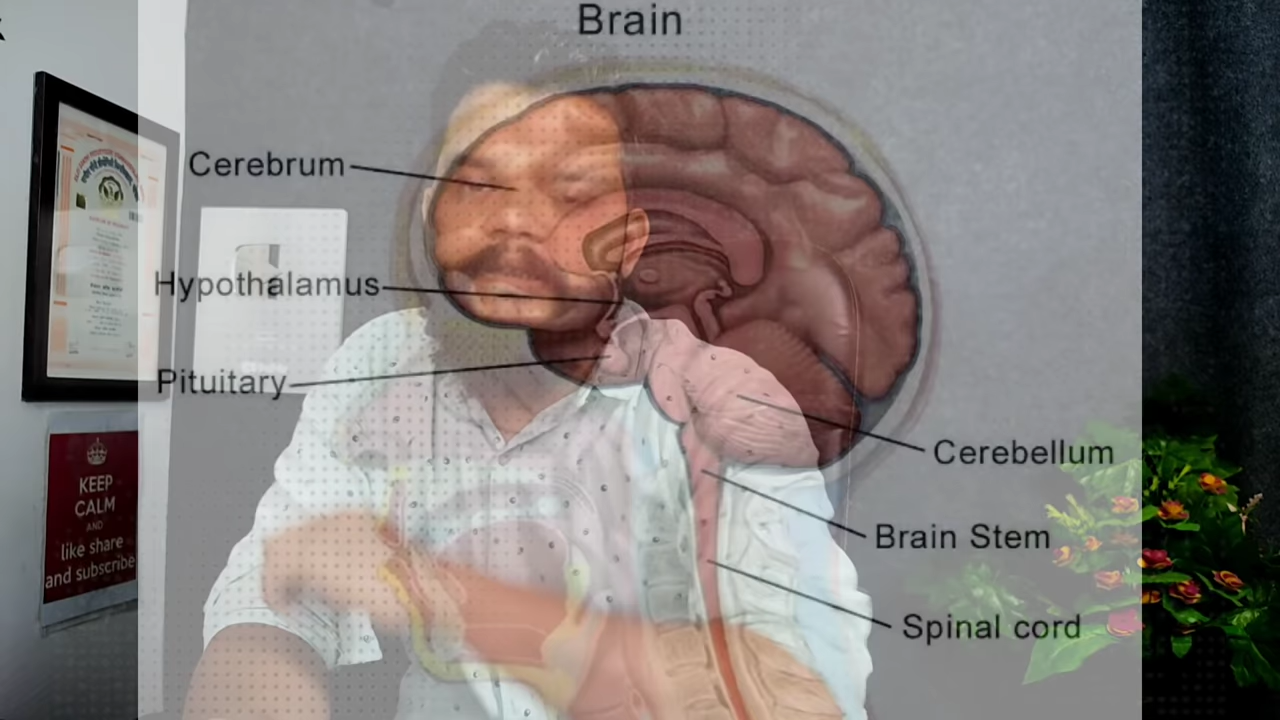 Brain
Cerebrum
Hypothalamus
Pituitary
Cerebellum
Brain Stem
Spinal cord
KEEP
CALM
AND
like share
and subscribe